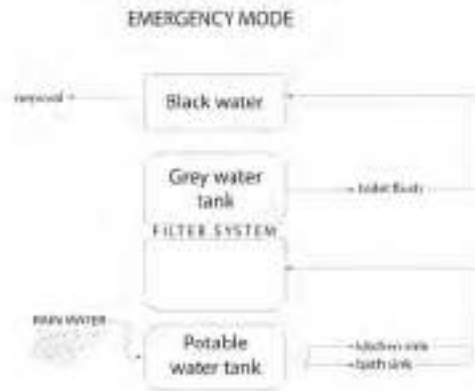 EMERGENCY MODE
removal
Black water
Grey water
tank
toilet flush
FILTER SYSTEM
RAIN WATER
Potable
water tank
kitchen sink
bath sink